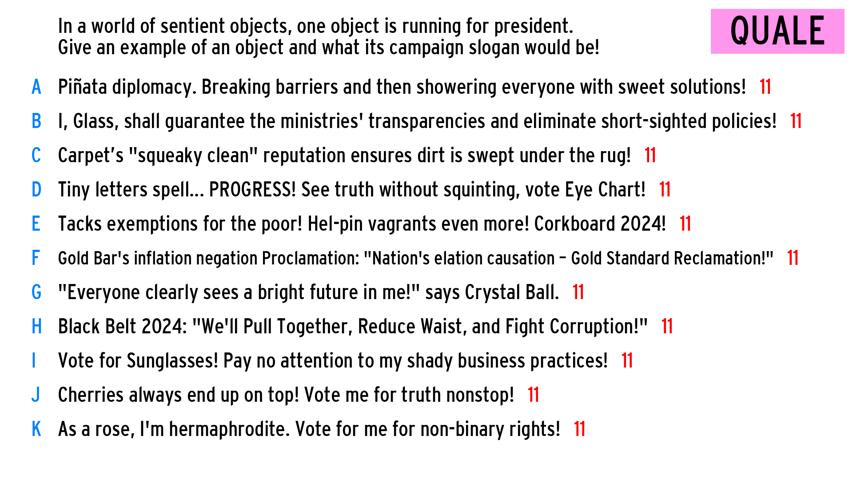 In a world of sentient objects, one object is running for president.
Give an example of an object and what its campaign slogan would be!
QUALE
A Piñata diplomacy. Breaking barriers and then showering everyone with sweet solutions! 11
B I, Glass, shall guarantee the ministries' transparencies and eliminate short-sighted policies! 11
C Carpet's "squeaky clean" reputation ensures dirt is swept under the rug! 11
D Tiny letters spell... PROGRESS! See truth without squinting, vote Eye Chart! 11
E Tacks exemptions for the poor! Hel-pin vagrants even more! Corkboard 2024! 11
F Gold Bar's inflation negation Proclamation: "Nation's elation causation – Gold Standard Reclamation!" 11
G "Everyone clearly sees a bright future in me!" says Crystal Ball. 11
H Black Belt 2024: "We'll Pull Together, Reduce Waist, and Fight Corruption!" 11
I Vote for Sunglasses! Pay no attention to my shady business practices! 11
J Cherries always end up on top! Vote me for truth nonstop! 11
K As a rose, I'm hermaphrodite. Vote for me for non-binary rights! 11